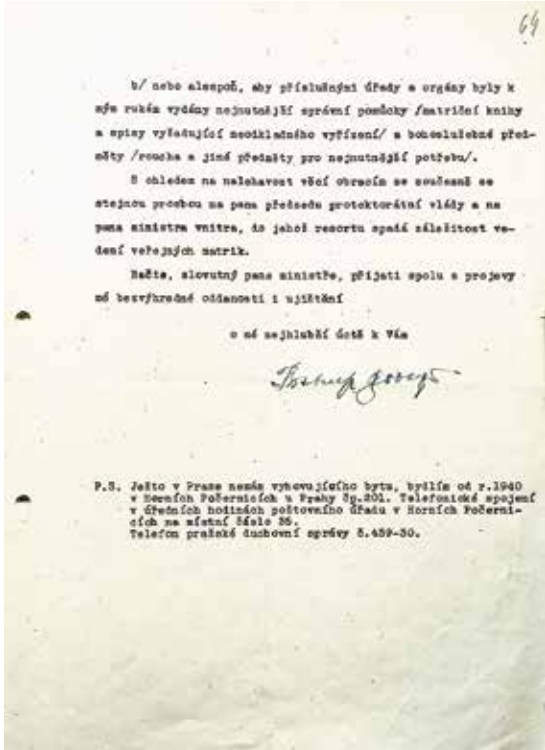 64
b/ nebo alespoň, aby příslušnými úřady a orgány byly k
mým rukám vydány nejnutnější správní pomůcky /matriční knihy
a spisy vyžadující neodkladného vyřízení/ a bohoslužebné před-
měty /roucha a jiné předměty pro nejnutnější potřebu/.
S ohledem na naléhavost věcí obracím se současně se
stejnou prosbou na pana předsedu protektorátní vlády a na
pana ministra vnitra, do jehož resortu spadá záležitost ve-
dení veřejných matrik.
Račte, slovutný pane ministře, přijati spolu s projevy
mé bezvýhradné oddanosti i ujištění
o mé nejhlubší úctě k Vám
Biskup Gorazd
P.S. Ježto v Praze nemám vyhovujícího bytu, bydlím od r.1940
v Horních Počernicích u Prahy čp.201. Telefonické spojení
v úředních hodinách poštovního úřadu v Horních Počerni-
cích na místní číslo 35.
Telefon pražské duchovní správy č.459-30.